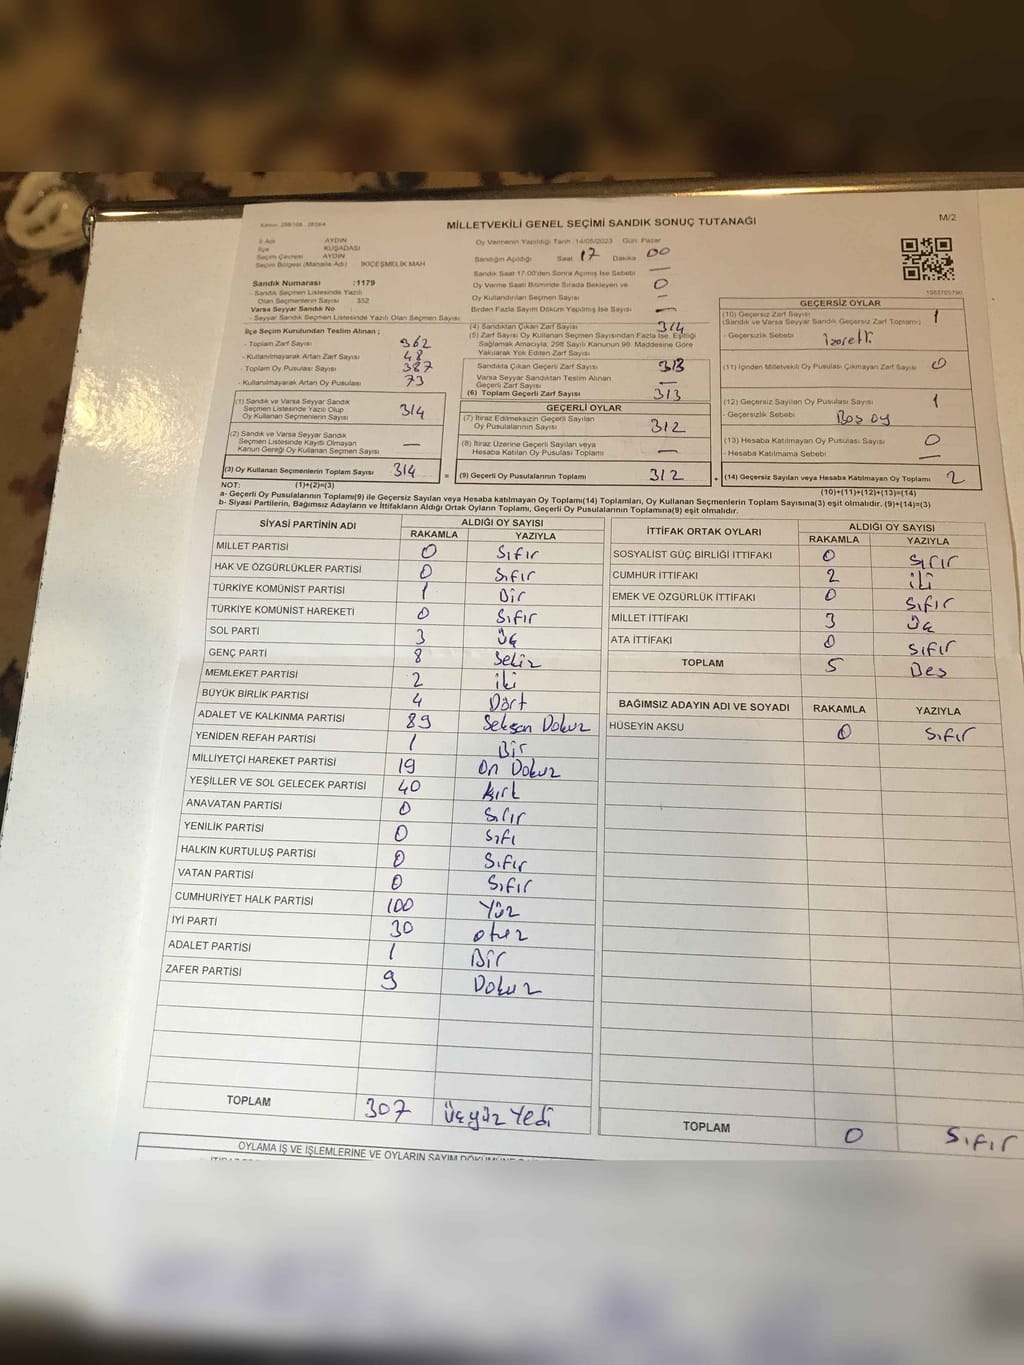 MİLLETVEKİLİ GENEL SEÇİMİ SANDIK SONUÇ TUTANAĞI
M/2
İl Adı AYDIN
İlçe KUŞADASI
Seçim Çevresi AYDIN
Seçim Bölgesi (Mahalle Adı) İKİÇEŞMELİK MAH
Sandık Numarası :1179
- Sandık Seçmen Listesinde Yazılı
Olan Seçmenlerin Sayısı 352
Varsa Seyyar Sandık No
- Seyyar Sandık Seçmen Listesinde Yazılı Olan Seçmen Sayısı
İlçe Seçim Kurulundan Teslim Alınan ;
- Toplam Zarf Sayısı 362
- Kullanılmayarak Artan Zarf Sayısı 48
- Toplam Oy Pusulası Sayısı 387
- Kullanılmayarak Artan Oy Pusulası 73
(1) Sandık ve Varsa Seyyar Sandık
Seçmen Listesinde Yazılı Olup
Oy Kullanan Seçmenlerin Sayısı 314
(2) Sandık ve Varsa Seyyar Sandık
Seçmen Listesinde Kayıtlı Olmayan
Kanun Gereği Oy Kullanan Seçmen Sayısı —
(3) Oy Kullanan Seçmenlerin Toplam Sayısı 314
Oy Vermenin Yapıldığı Tarih :14/05/2023 Gün: Pazar
Sandığın Açıldığı Saat 17 Dakika 00
Sandık Saat 17:00'den Sonra Açılmış İse Sebebi —
Oy Verme Saati Bitiminde Sırada Bekleyen ve 0
Oy Kullandırılan Seçmen Sayısı —
Birden Fazla Sayım Döküm Yapılmış İse Sayısı —
(4) Sandıktan Çıkan Zarf Sayısı 314
(5) Zarf Sayısı Oy Kullanan Seçmen Sayısından Fazla İse, Eşitliği
Sağlamak Amacıyla, 298 Sayılı Kanunun 98. Maddesine Göre
Yakılarak Yok Edilen Zarf Sayısı
Sandıkta Çıkan Geçerli Zarf Sayısı 313
Varsa Seyyar Sandıktan Teslim Alınan
Geçerli Zarf Sayısı —
(6) Toplam Geçerli Zarf Sayısı 313
GEÇERLİ OYLAR
(7) İtiraz Edilmeksizin Geçerli Sayılan
Oy Pusulalarının Sayısı 312
(8) İtiraz Üzerine Geçerli Sayılan veya
Hesaba Katılan Oy Pusulası Toplamı —
= (9) Geçerli Oy Pusulalarının Toplamı 312 +
GEÇERSİZ OYLAR
(10) Geçersiz Zarf Sayısı 1
(Sandık ve Varsa Seyyar Sandık Geçersiz Zarf Toplamı)
- Geçersizlik Sebebi
(11) İçinden Milletvekili Oy Pusulası Çıkmayan Zarf Sayısı 0
(12) Geçersiz Sayılan Oy Pusulası Sayısı 1
- Geçersizlik Sebebi Boş oy
(13) Hesaba Katılmayan Oy Pusulası Sayısı 0
- Hesaba Katılmama Sebebi —
(14) Geçersiz Sayılan veya Hesaba Katılmayan Oy Toplamı 2
NOT: (1)+(2)=(3)
(10)+(11)+(12)+(13)=(14)
a- Geçerli Oy Pusulalarının Toplamı(9) ile Geçersiz Sayılan veya Hesaba katılmayan Oy Toplamı(14) Toplamları, Oy Kullanan Seçmenlerin Toplam Sayısına(3) eşit olmalıdır. (9)+(14)=(3)
b- Siyasi Partilerin, Bağımsız Adayların ve İttifakların Aldığı Ortak Oyların Toplamı, Geçerli Oy Pusulalarının Toplamına(9) eşit olmalıdır.
SİYASİ PARTİNİN ADI ALDIĞI OY SAYISI
RAKAMLA YAZIYLA
MİLLET PARTİSİ 0 Sıfır
HAK VE ÖZGÜRLÜKLER PARTİSİ 0 Sıfır
TÜRKİYE KOMÜNİST PARTİSİ 1 Bir
TÜRKİYE KOMÜNİST HAREKETİ 0 Sıfır
SOL PARTİ 3 Üç
GENÇ PARTİ 8 Sekiz
MEMLEKET PARTİSİ 2 iki
BÜYÜK BİRLİK PARTİSİ 4 Dört
ADALET VE KALKINMA PARTİSİ 89 Seksen Dokuz
YENİDEN REFAH PARTİSİ 1 Bir
MİLLİYETÇİ HAREKET PARTİSİ 19 On Dokuz
YEŞİLLER VE SOL GELECEK PARTİSİ 40 Kırk
ANAVATAN PARTİSİ 0 Sıfır
YENİLİK PARTİSİ 0 Sıfı
HALKIN KURTULUŞ PARTİSİ 0 Sıfır
VATAN PARTİSİ 0 Sıfır
CUMHURİYET HALK PARTİSİ 100 Yüz
İYİ PARTİ 30 otuz
ADALET PARTİSİ 1 Bir
ZAFER PARTİSİ 9 Dokuz
TOPLAM 307 Üçyüz Yedi
İTTİFAK ORTAK OYLARI ALDIĞI OY SAYISI
RAKAMLA YAZIYLA
SOSYALİST GÜÇ BİRLİĞİ İTTİFAKI 0 Sıfır
CUMHUR İTTİFAKI 2 iki
EMEK VE ÖZGÜRLÜK İTTİFAKI 0 Sıfır
MİLLET İTTİFAKI 3 Üç
ATA İTTİFAKI 0 Sıfır
TOPLAM 5 Beş
BAĞIMSIZ ADAYIN ADI VE SOYADI RAKAMLA YAZIYLA
HÜSEYİN AKSU 0 Sıfır
TOPLAM 0 Sıfır
OYLAMA İŞ VE İŞLEMLERİNE VE OYLARIN SAYIM